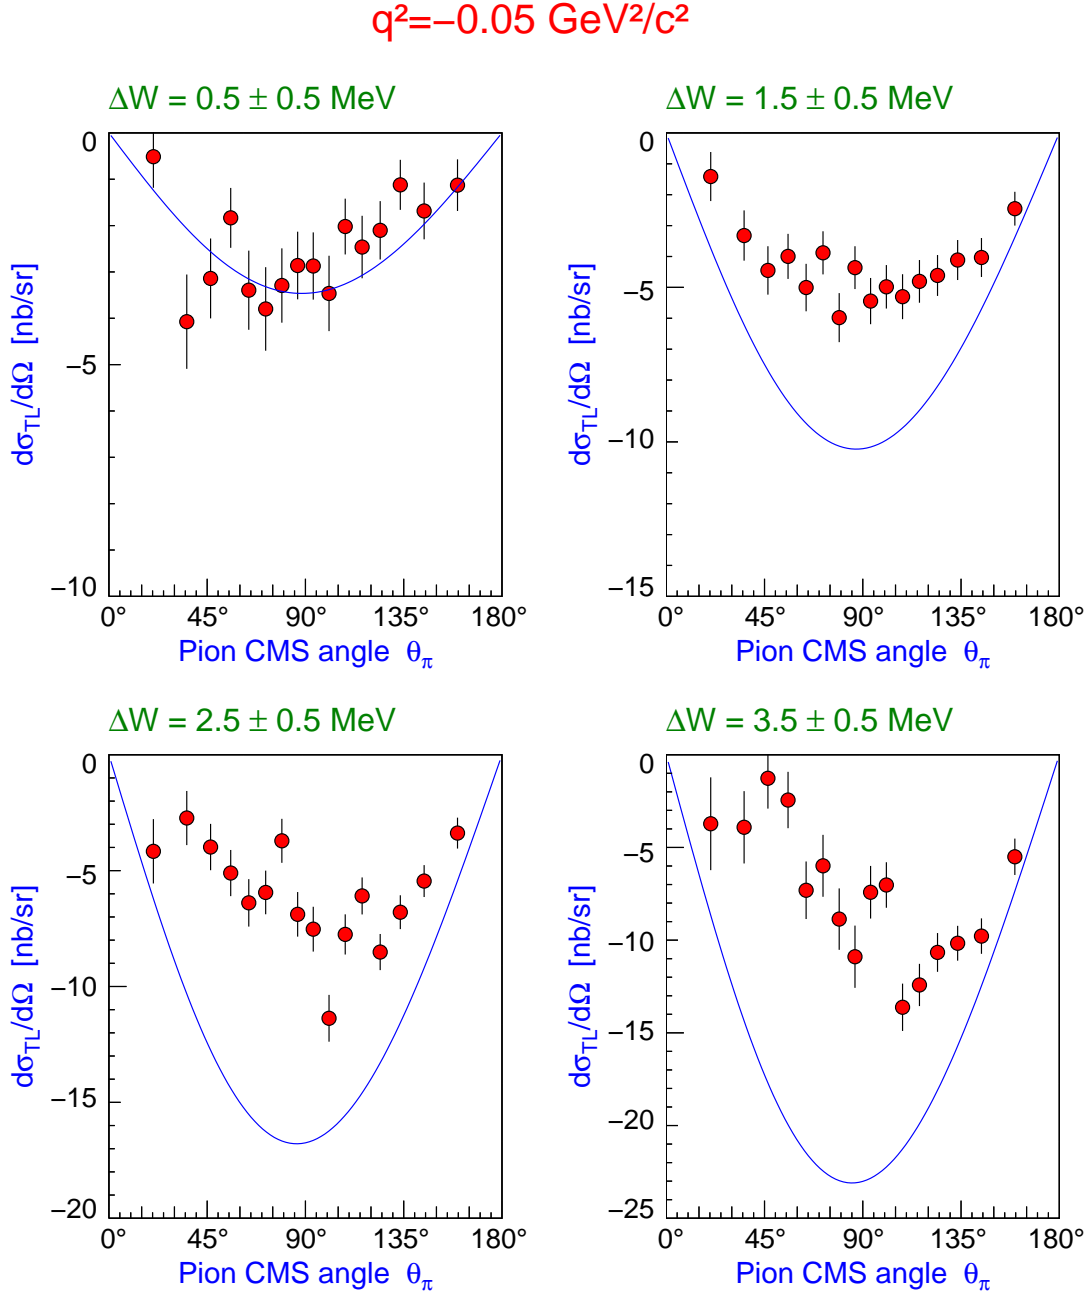 q²=−0.05 GeV²/c²
ΔW = 0.5 ± 0.5 MeV
dσTL/dΩ [nb/sr]
0
−5
−10
0° 45° 90° 135° 180°
Pion CMS angle θπ
ΔW = 1.5 ± 0.5 MeV
dσTL/dΩ [nb/sr]
0
−5
−10
−15
0° 45° 90° 135° 180°
Pion CMS angle θπ
ΔW = 2.5 ± 0.5 MeV
dσTL/dΩ [nb/sr]
0
−5
−10
−15
−20
0° 45° 90° 135° 180°
Pion CMS angle θπ
ΔW = 3.5 ± 0.5 MeV
dσTL/dΩ [nb/sr]
0
−5
−10
−15
−20
−25
0° 45° 90° 135° 180°
Pion CMS angle θπ